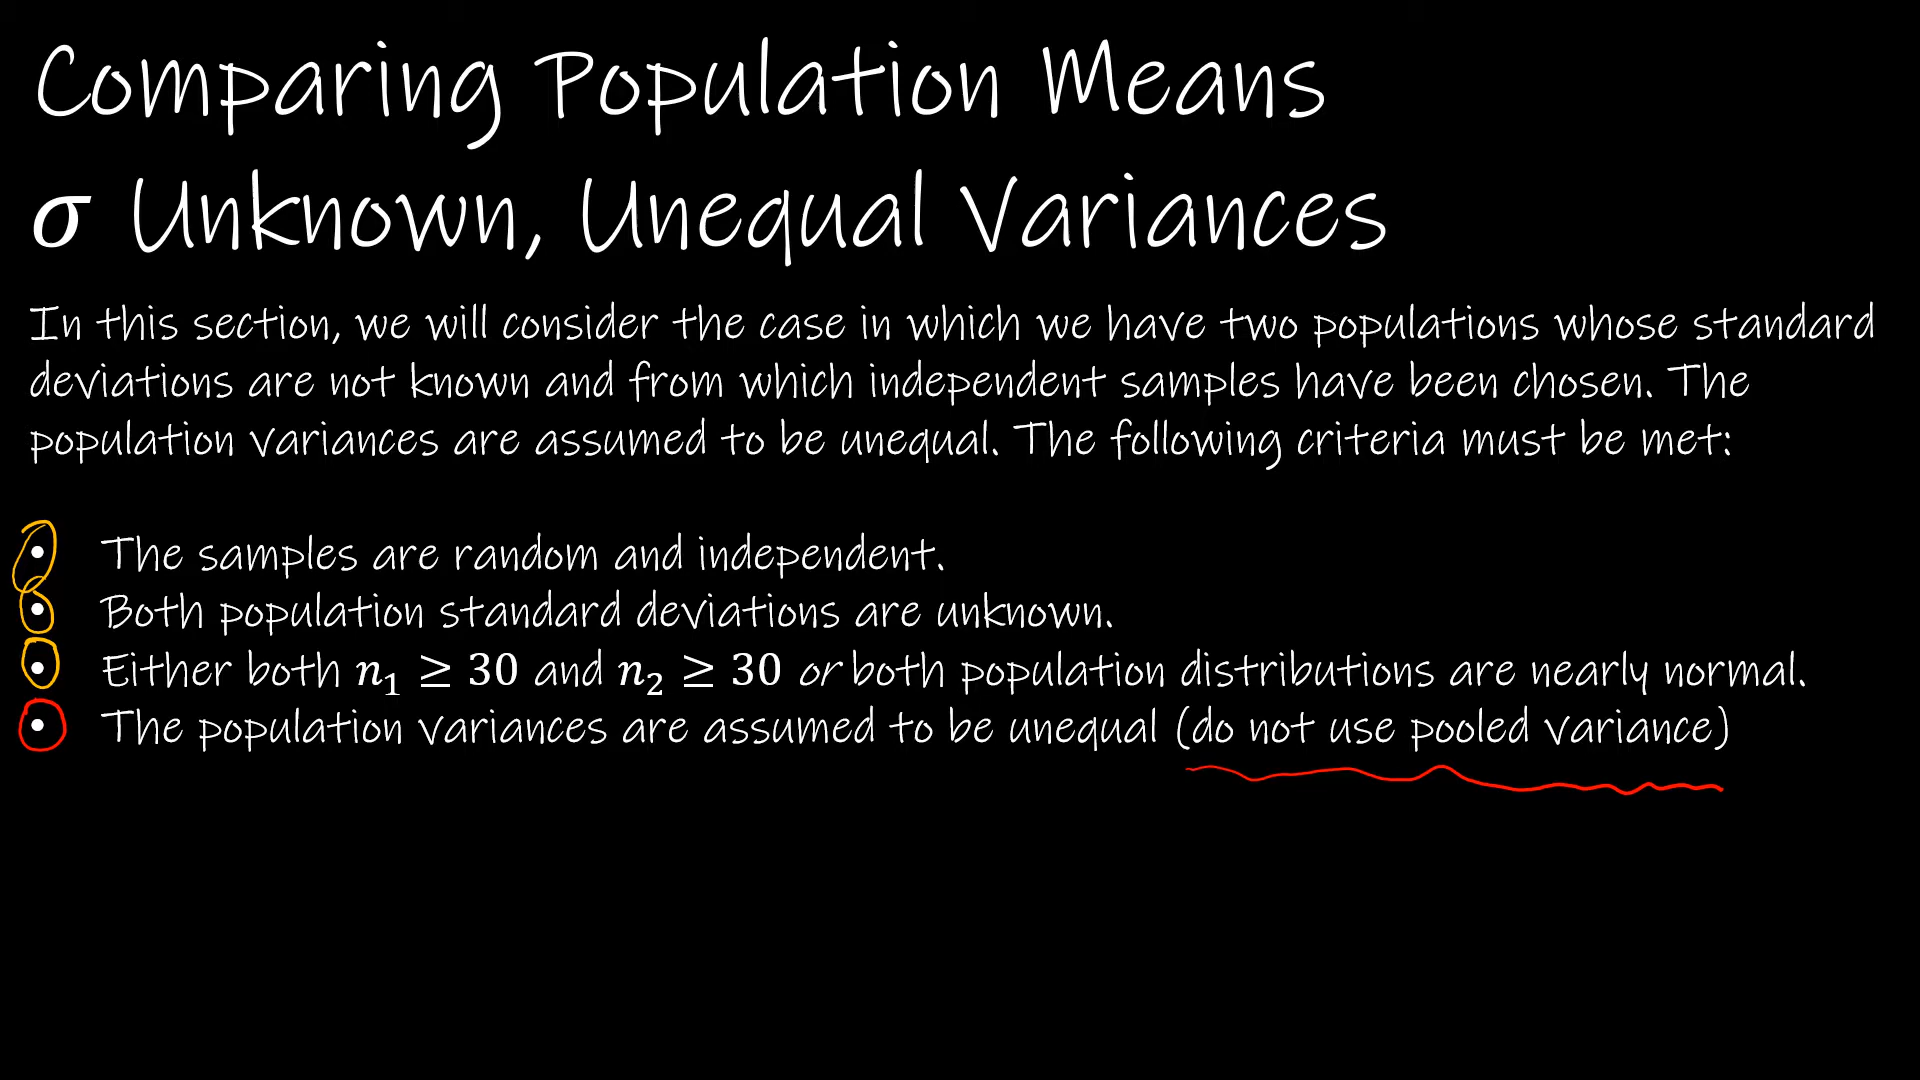 Comparing Population Means
σ Unknown, Unequal Variances
In this section, we will consider the case in which we have two populations whose standard
deviations are not known and from which independent samples have been chosen. The
population variances are assumed to be unequal. The following criteria must be met:
• The samples are random and independent.
• Both population standard deviations are unknown.
• Either both n₁ ≥ 30 and n₂ ≥ 30 or both population distributions are nearly normal.
• The population variances are assumed to be unequal (do not use pooled variance)